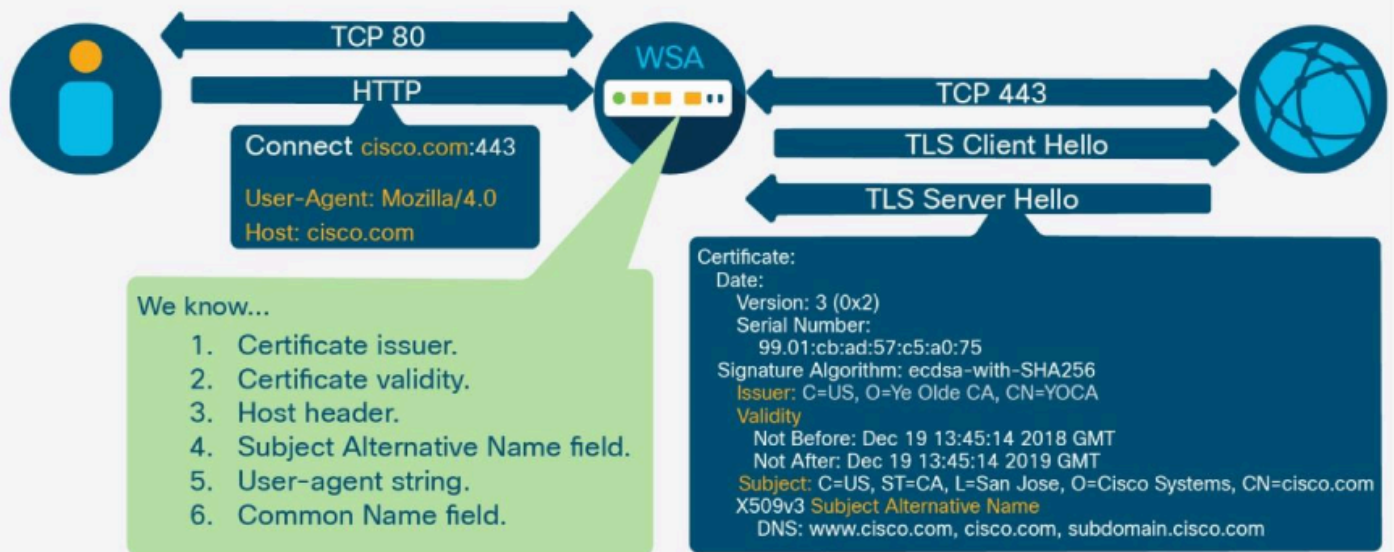 TCP 80
HTTP
Connect cisco.com:443
User-Agent: Mozilla/4.0
Host: cisco.com
WSA
TCP 443
TLS Client Hello
TLS Server Hello
We know...
1. Certificate issuer.
2. Certificate validity.
3. Host header.
4. Subject Alternative Name field.
5. User-agent string.
6. Common Name field.
Certificate:
Date:
Version: 3 (0x2)
Serial Number:
99.01:cb:ad:57:c5:a0:75
Signature Algorithm: ecdsa-with-SHA256
Issuer: C=US, O=Ye Olde CA, CN=YOCA
Validity
Not Before: Dec 19 13:45:14 2018 GMT
Not After: Dec 19 13:45:14 2019 GMT
Subject: C=US, ST=CA, L=San Jose, O=Cisco Systems, CN=cisco.com
X509v3 Subject Alternative Name
DNS: www.cisco.com, cisco.com, subdomain.cisco.com